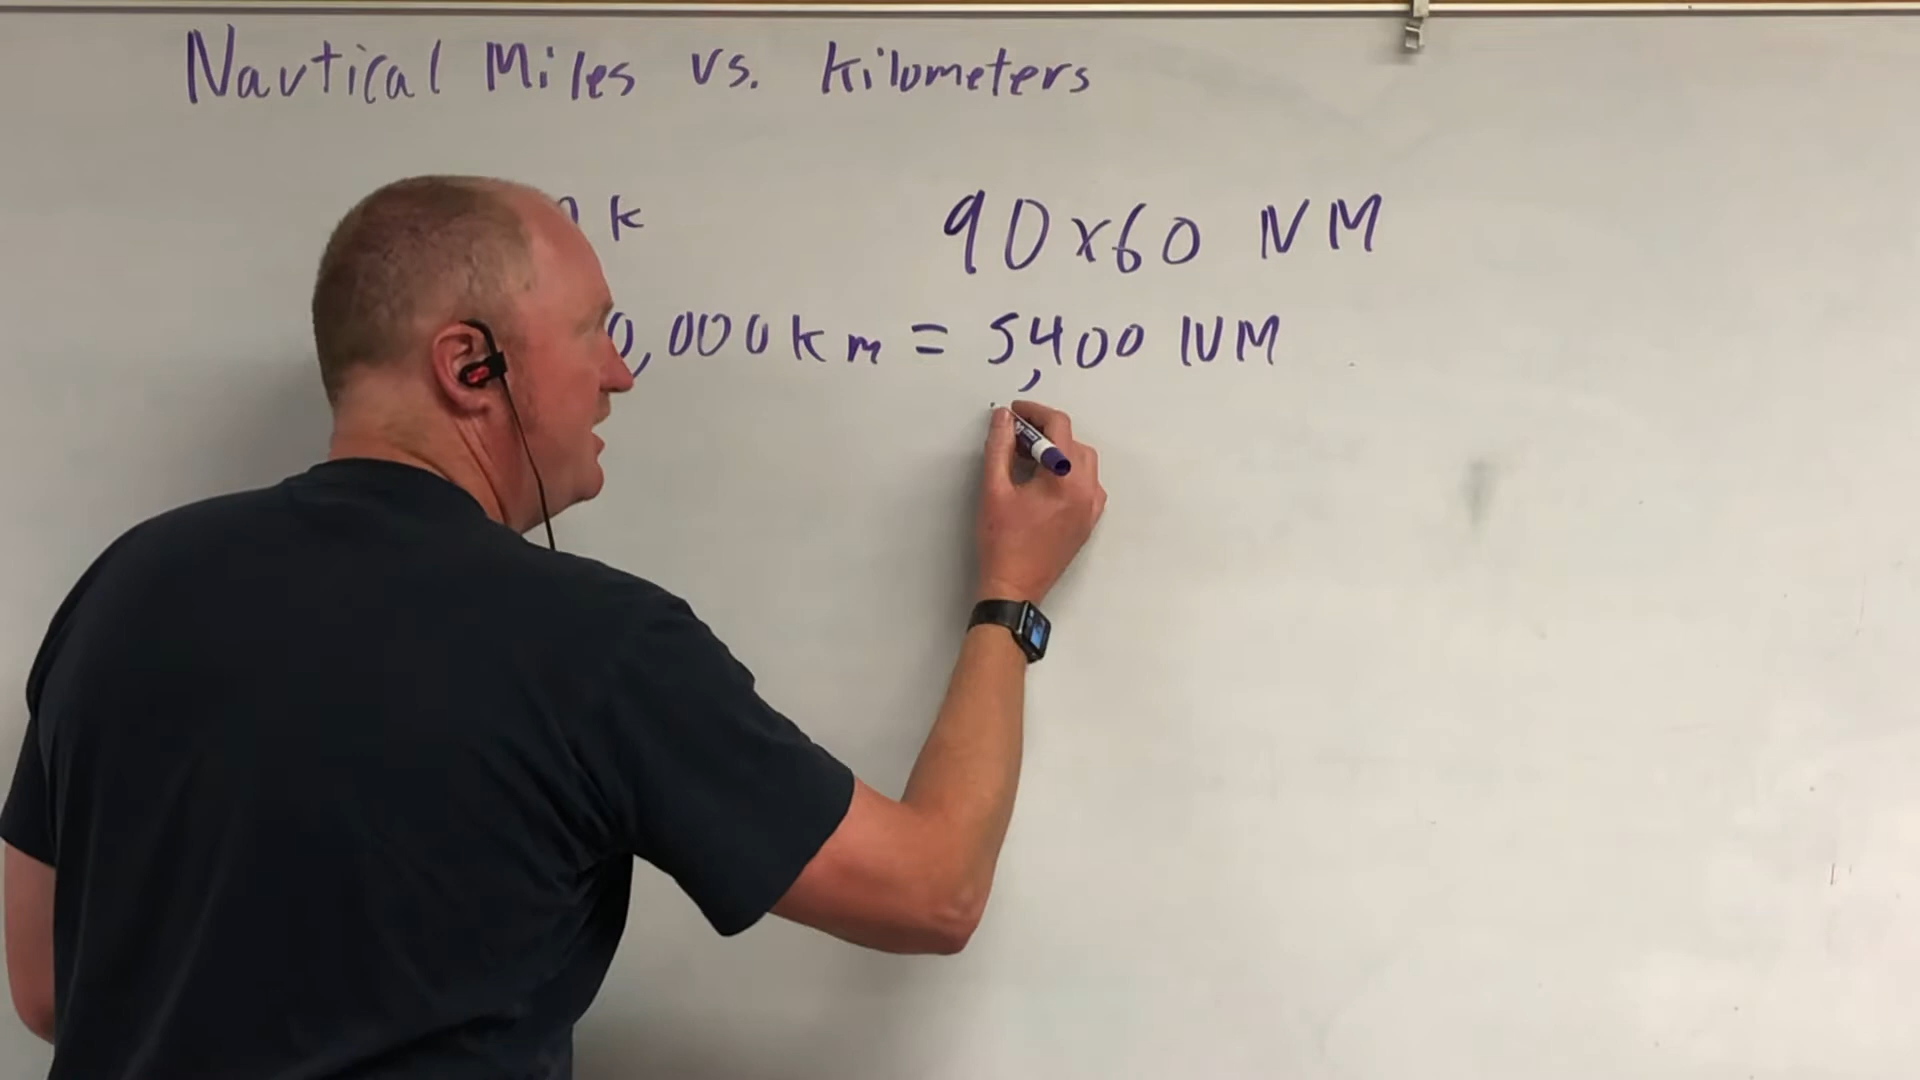 Nautical Miles vs. Kilometers
k 90x60 NM
0,000 km = 5,400 NM